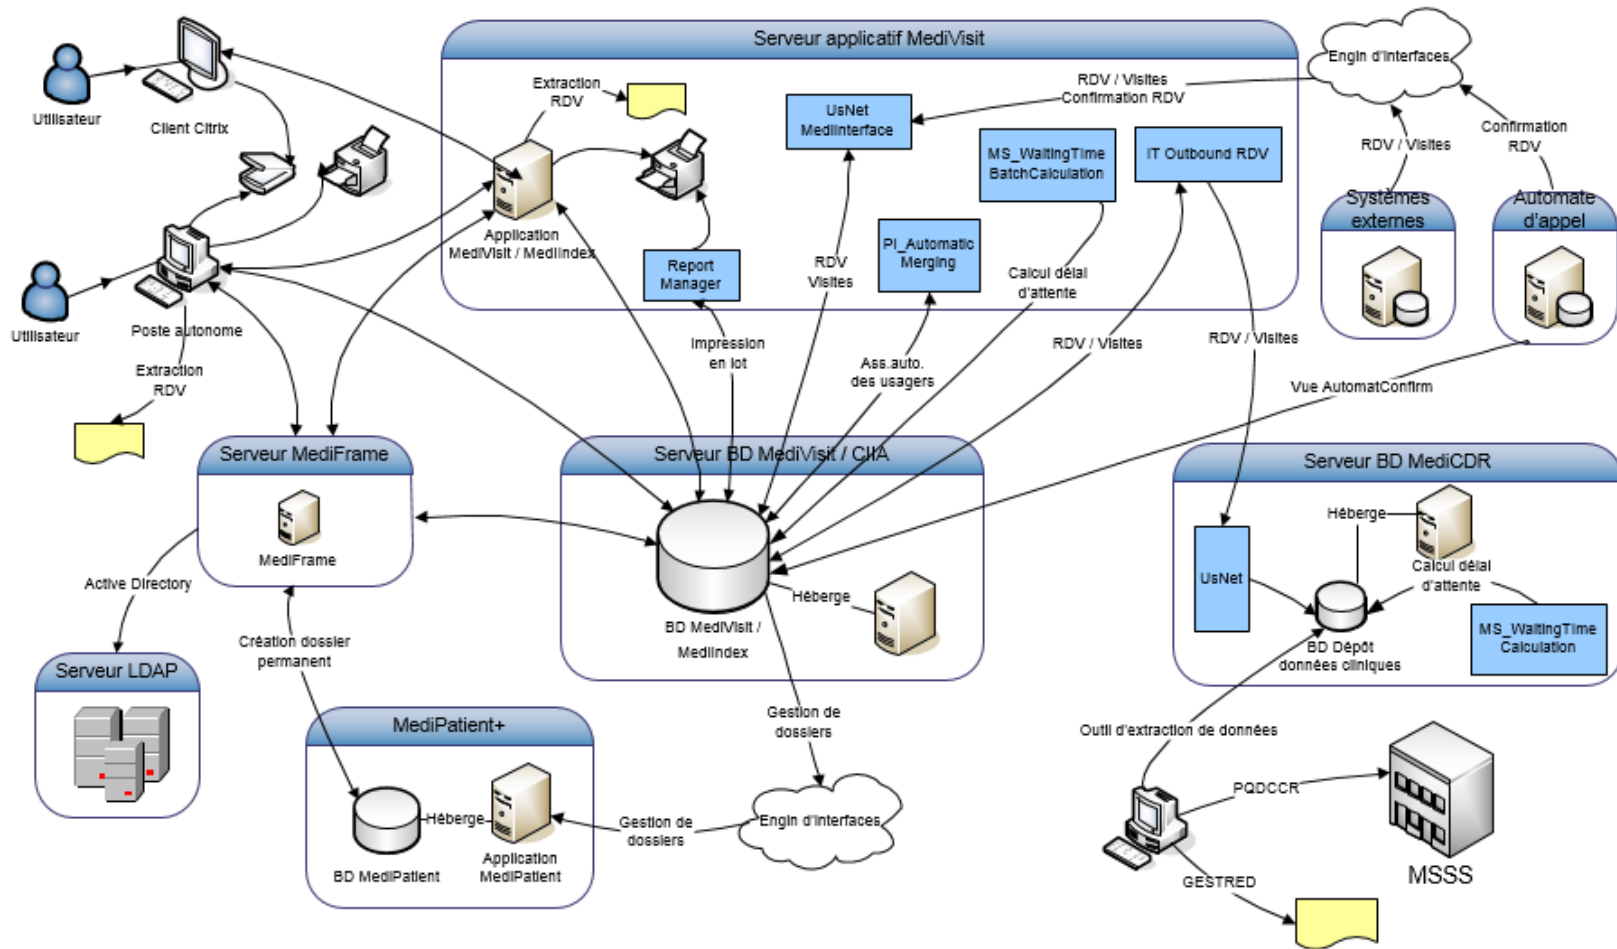 Serveur applicatif MediVisit
Engin d'interfaces
Utilisateur
Client Citrix
Extraction
RDV
RDV / Visites
Confirmation RDV
UsNet
MediInterface
MS_WaitingTime
BatchCalculation
IT Outbound RDV
Confirmation
RDV
RDV / Visites
Systèmes
externes
Automate
d'appel
Application
MediVisit / MediIndex
Report
Manager
PI_Automatic
Merging
RDV
Visites
Calcul délai
d'attente
Utilisateur
Poste autonome
Extraction
RDV
Impression
en lot
Ass.auto.
des usagers
RDV / Visites
RDV / Visites
Vue AutomatConfirm
Serveur MediFrame
MediFrame
Serveur BD MediVisit / CIIA
Héberge
BD MediVisit /
MediIndex
Serveur BD MediCDR
Héberge
UsNet
Calcul délai
d'attente
BD Dépôt
données cliniques
MS_WaitingTime
Calculation
Active Directory
Création dossier
permanent
Serveur LDAP
MediPatient+
Héberge
BD MediPatient
Application
MediPatient
Gestion de
dossiers
Gestion de
dossiers
Engin d'interfaces
Outil d'extraction de données
PQDCCR
MSSS
GESTRED